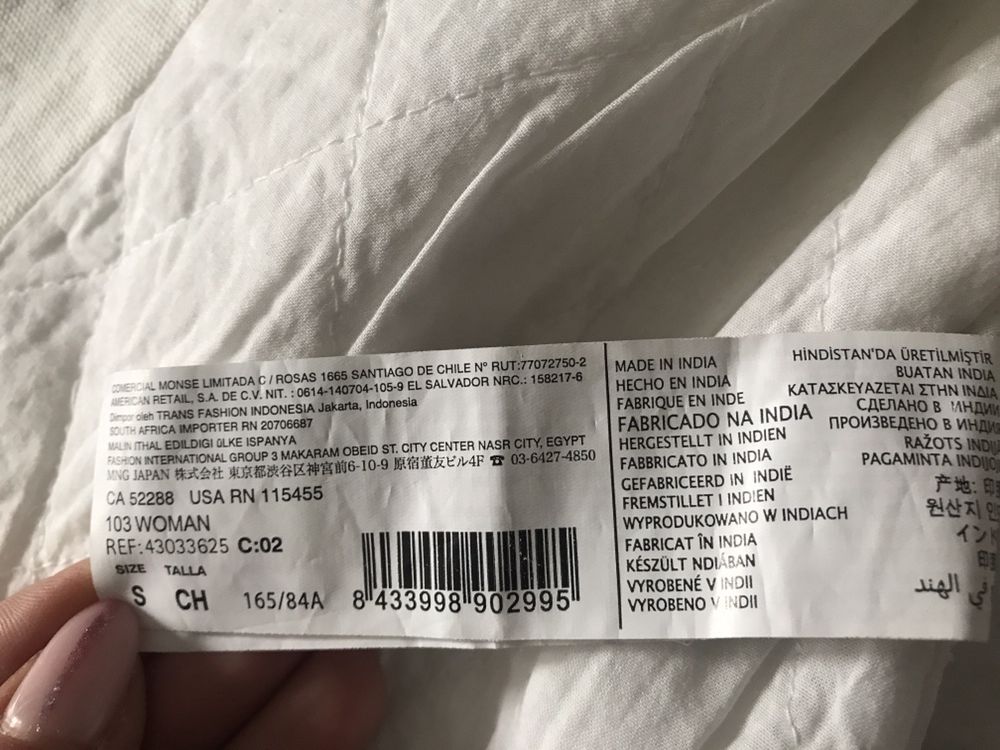 COMERCIAL MONSE LIMITADA C / ROSAS 1665 SANTIAGO DE CHILE Nº RUT:77072750-2
AMERICAN RETAIL, S.A. DE C.V. NIT. : 0614-140704-105-9 EL SALVADOR NRC.: 158217-6
Diimpor oleh TRANS FASHION INDONESIA Jakarta, Indonesia
SOUTH AFRICA IMPORTER RN 20706687
MALIN ITHAL EDILDIGI ÜLKE ISPANYA
FASHION INTERNATIONAL GROUP 3 MAKARAM OBEID ST. CITY CENTER NASR CITY, EGYPT
MNG JAPAN 株式会社 東京都渋谷区神宮前6-10-9 原宿董友ビル4F ☎ 03-6427-4850
CA 52288 USA RN 115455
103 WOMAN
REF:43033625 C:02
SIZE TALLA
S CH 165/84A
8 433998 902995
MADE IN INDIA
HECHO EN INDIA
FABRIQUE EN INDE
FABRICADO NA INDIA
HERGESTELLT IN INDIEN
FABBRICATO IN INDIA
GEFABRICEERD IN INDIË
FREMSTILLET I INDIEN
WYPRODUKOWANO W INDIACH
FABRICAT ÎN INDIA
KÉSZÜLT NDIÁBAN
VYROBENÉ V INDII
VYROBENO V INDII
HİNDİSTAN'DA ÜRETİLMİŞTİR
BUATAN INDIA
ΚΑΤΑΣΚΕΥΑΖΕΤΑΙ ΣΤΗΝ ΙΝΔΙΑ
СДЕЛАНО В ИНДИИ
ПРОИЗВЕДЕНО В
RAŽOTS
PAGAMINTA
产地:
원산지
في الهند